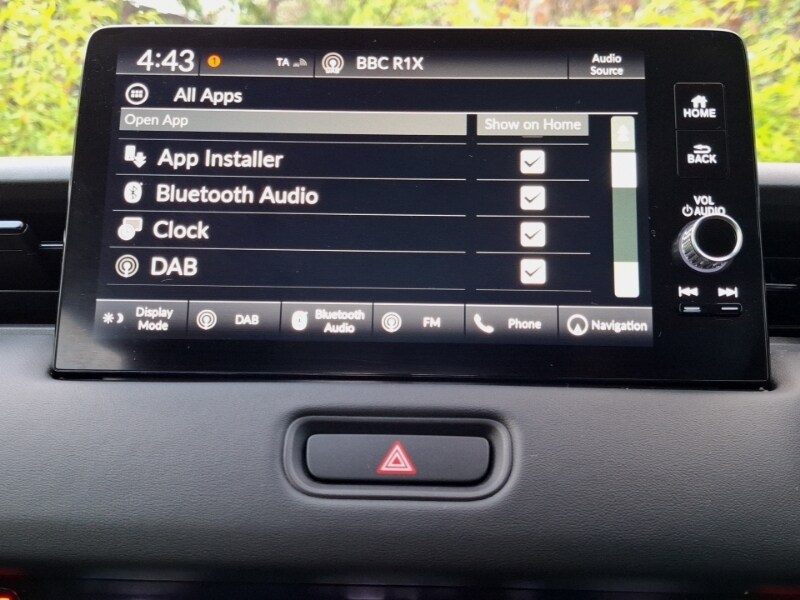 4:43 1 TA BBC R1X Audio Source
All Apps
Open App Show on Home
App Installer
Bluetooth Audio
Clock
DAB
Display Mode DAB Bluetooth Audio FM Phone Navigation
HOME
BACK
VOL
AUDIO